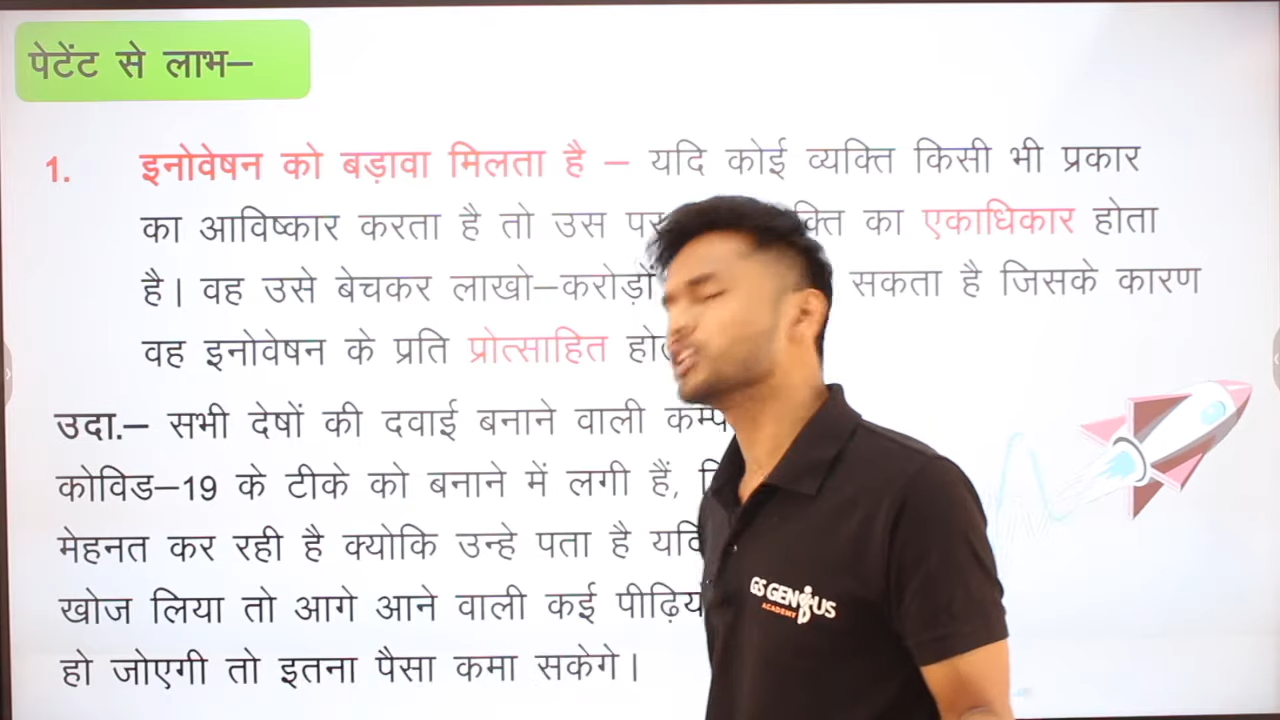 पेटेंट से लाभ–
1. इनोवेषन को बड़ावा मिलता है – यदि कोई व्यक्ति किसी भी प्रकार
का आविष्कार करता है तो उस पर का एकाधिकार होता
है। वह उसे बेचकर लाखो–करोड़ों सकता है जिसके कारण
वह इनोवेषन के प्रति प्रोत्साहित
उदा.– सभी देषों की दवाई बनाने वाली
कोविड–19 के टीके को बनाने में लगी हैं,
मेहनत कर रही है क्योकि उन्हे पता है
खोज लिया तो आगे आने वाली कई
हो जोएगी तो इतना पैसा कमा सकेगे।
GS GENIUS
ACADEMY